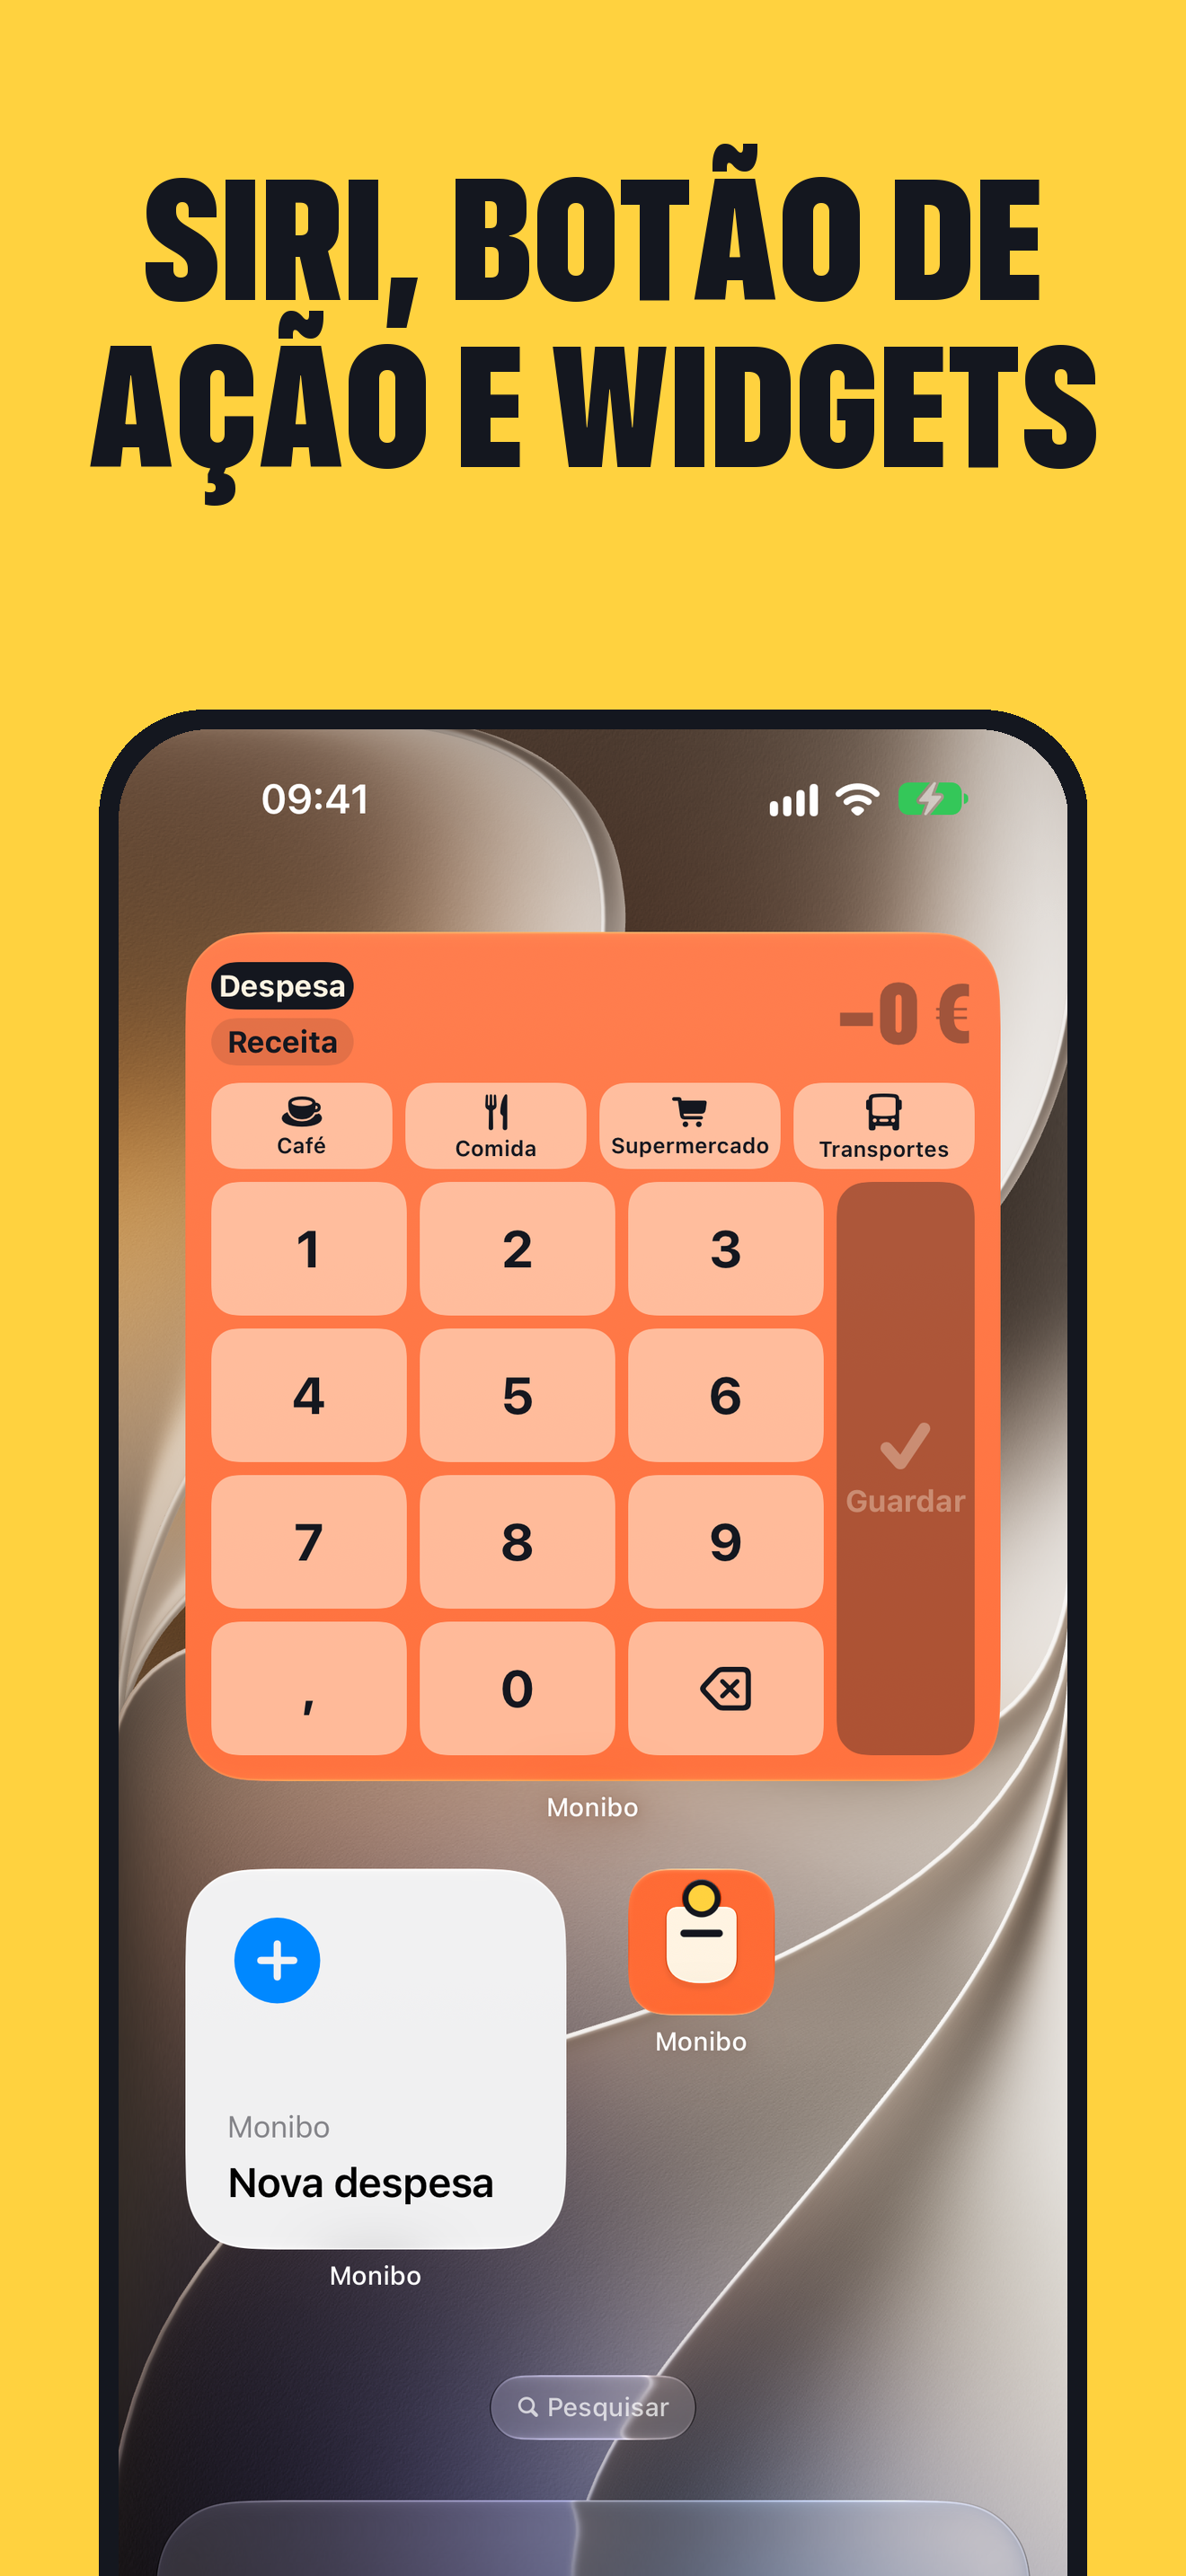 SIRI, BOTÃO DE
AÇÃO E WIDGETS
09:41
Despesa
Receita
-0 €
Café
Comida
Supermercado
Transportes
1
2
3
4
5
6
Guardar
7
8
9
,
0
Monibo
Monibo
Monibo
Nova despesa
Monibo
Pesquisar